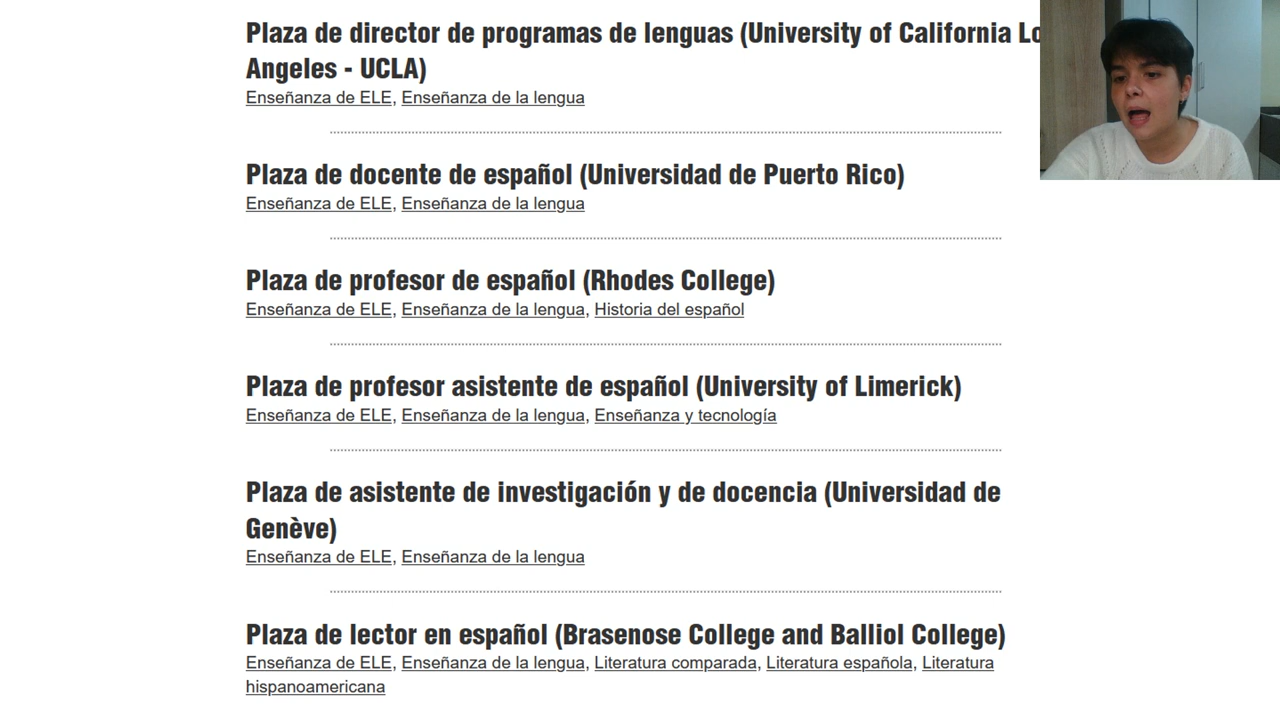 Plaza de director de programas de lenguas (University of California Lo
Angeles - UCLA)
Enseñanza de ELE, Enseñanza de la lengua
Plaza de docente de español (Universidad de Puerto Rico)
Enseñanza de ELE, Enseñanza de la lengua
Plaza de profesor de español (Rhodes College)
Enseñanza de ELE, Enseñanza de la lengua, Historia del español
Plaza de profesor asistente de español (University of Limerick)
Enseñanza de ELE, Enseñanza de la lengua, Enseñanza y tecnología
Plaza de asistente de investigación y de docencia (Universidad de
Genève)
Enseñanza de ELE, Enseñanza de la lengua
Plaza de lector en español (Brasenose College and Balliol College)
Enseñanza de ELE, Enseñanza de la lengua, Literatura comparada, Literatura española, Literatura
hispanoamericana